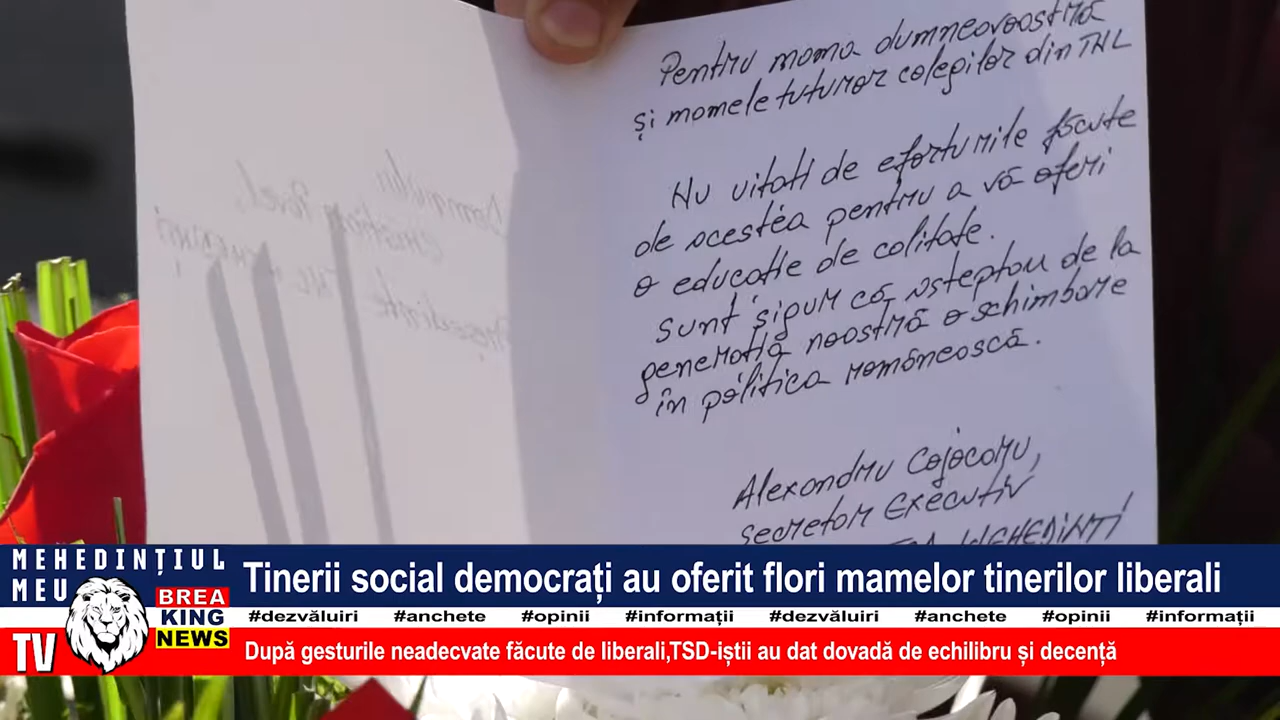 Pentru mama dumneavoastră
și mamele tuturor colegilor din TNL
Nu uitați de eforturile făcute
de acestea pentru a vă oferi
o educație de calitate.
Sunt sigur că așteptau de la
generația noastră o schimbare
în politica românească.
Alexandru Cojocaru,
Secretar Executiv
MEHEDINȚI
MEHEDINȚIUL
MEU
TV
BREA
KING
NEWS
Tinerii social democrați au oferit flori mamelor tinerilor liberali
#dezvăluiri #anchete #opinii #informații #dezvăluiri #anchete #opinii #informații
După gesturile neadecvate făcute de liberali,TSD-iștii au dat dovadă de echilibru și decență